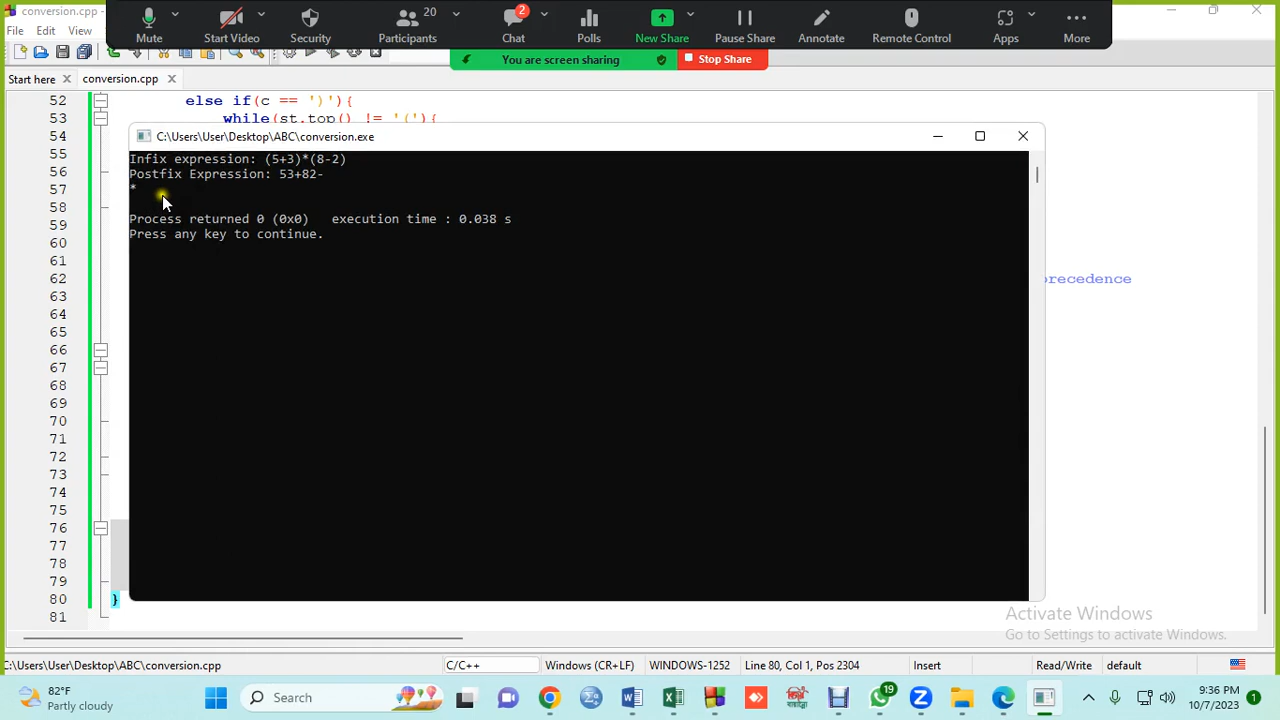 conversion.cpp -
File Edit View
Mute
Start Video
Security
20
Participants
2
Chat
Polls
New Share
Pause Share
Annotate
Remote Control
Apps
More
You are screen sharing
Stop Share
Start here
conversion.cpp
52 else if(c == ')'){
53 while(st.top() != '('){
54
55
56
57
58
59
60
61
62 precedence
63
64
65
66
67
68
69
70
71
72
73
74
75
76
77
78
79
80 }
81
C:\Users\User\Desktop\ABC\conversion.exe
Infix expression: (5+3)*(8-2)
Postfix Expression: 53+82-
*
Process returned 0 (0x0) execution time : 0.038 s
Press any key to continue.
Activate Windows
Go to Settings to activate Windows.
C:\Users\User\Desktop\ABC\conversion.cpp
C/C++
Windows (CR+LF)
WINDOWS-1252
Line 80, Col 1, Pos 2304
Insert
Read/Write
default
82°F
Partly cloudy
Search
19
9:36 PM
10/7/2023
1